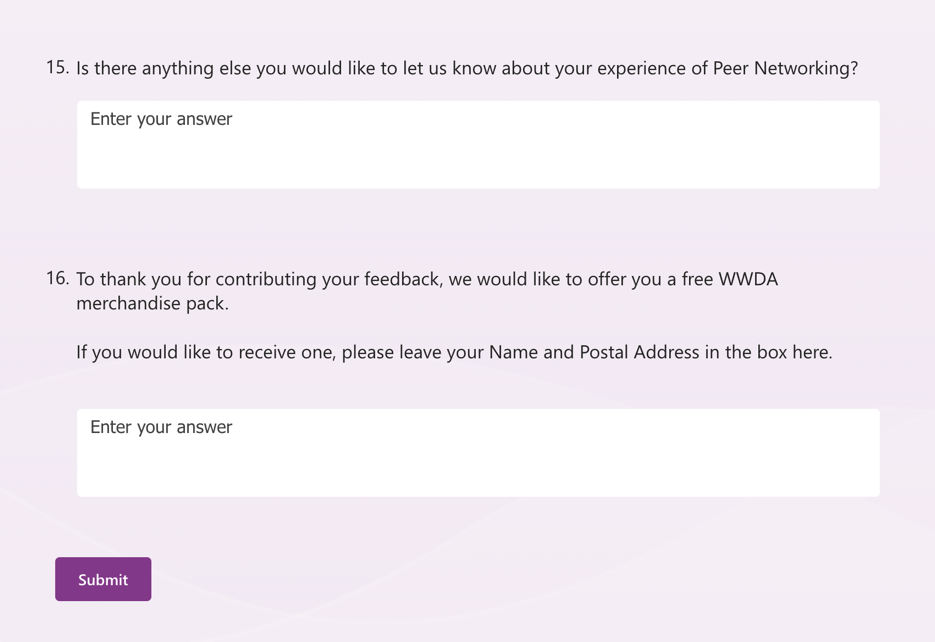 15. Is there anything else you would like to let us know about your experience of Peer Networking?
Enter your answer
16. To thank you for contributing your feedback, we would like to offer you a free WWDA
merchandise pack.
If you would like to receive one, please leave your Name and Postal Address in the box here.
Enter your answer
Submit